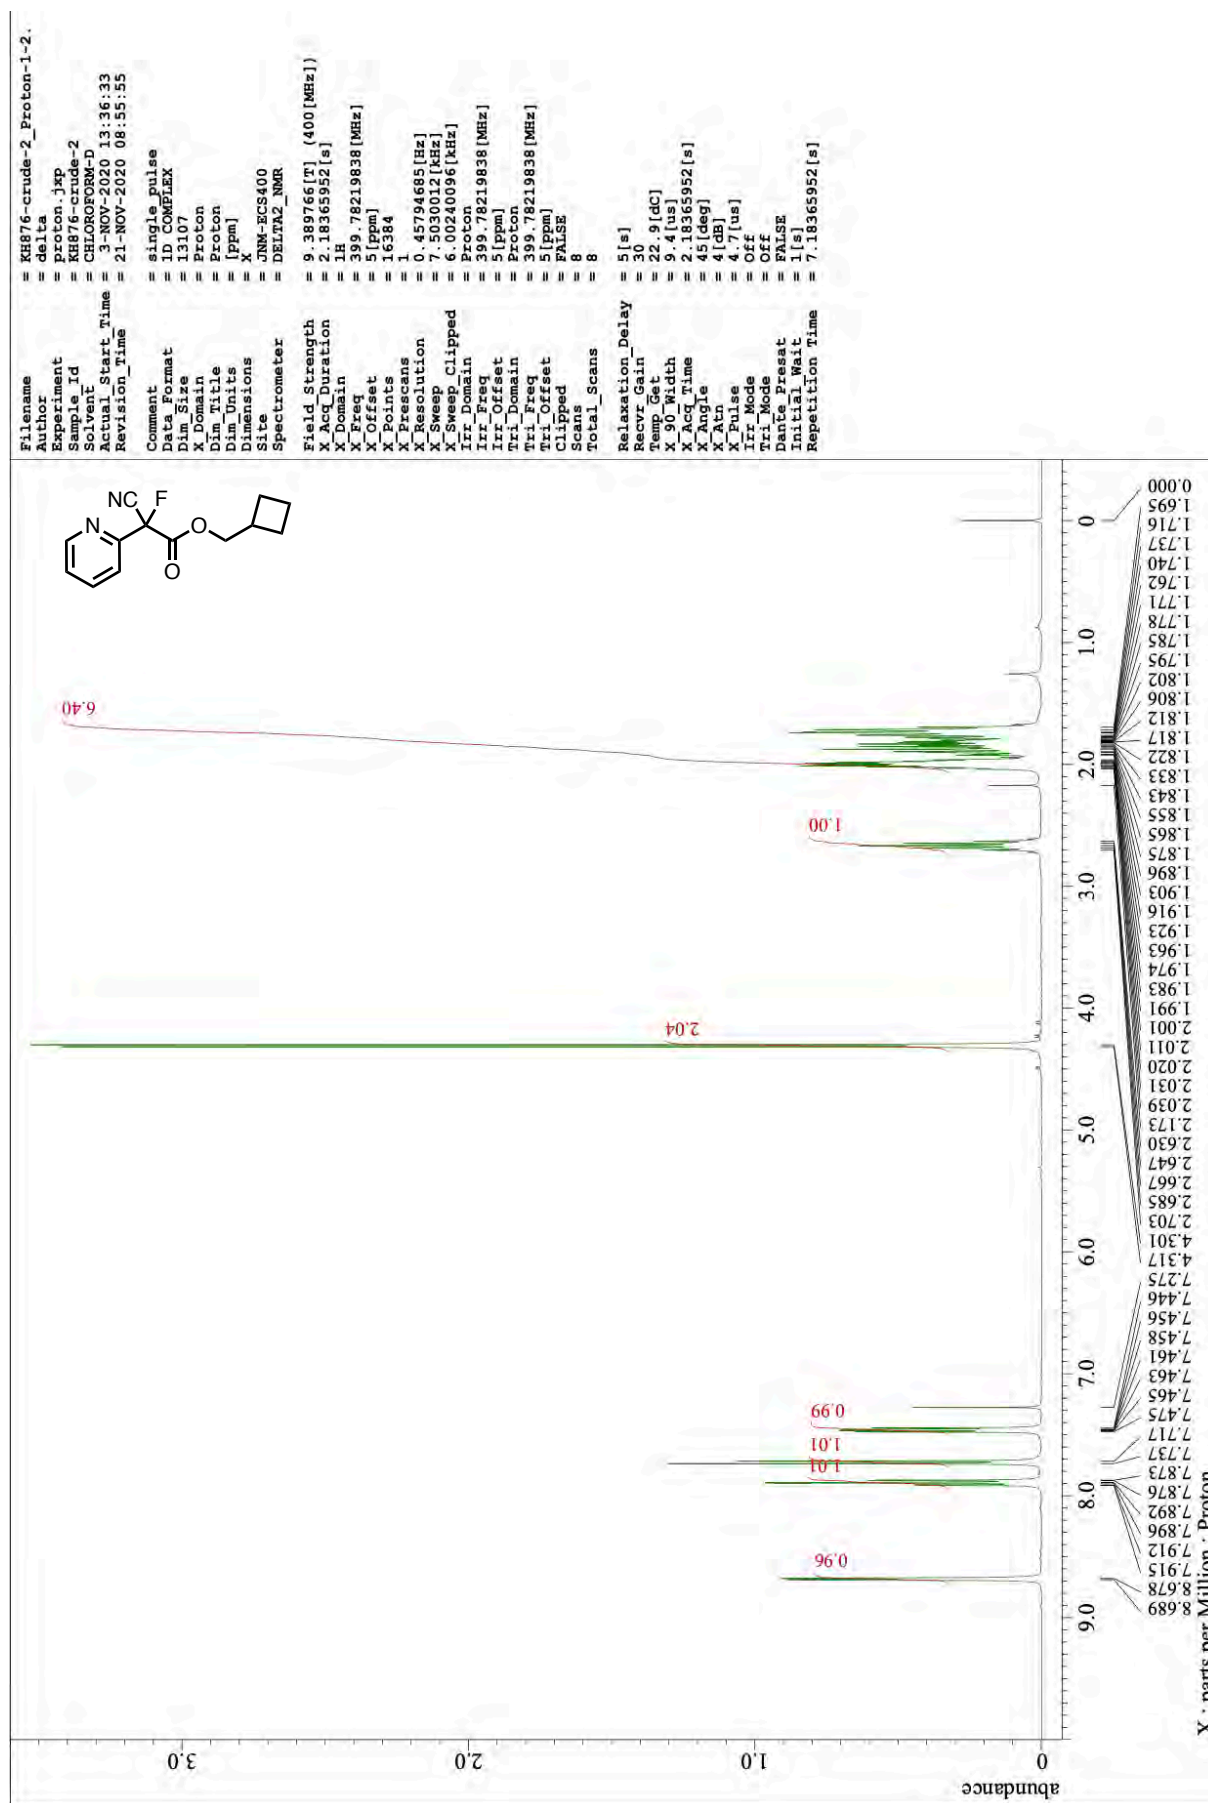 Filename = KH876-crude-2_Proton-1-2.
Author = delta
Experiment = proton.jxp
Sample_Id = KH876-crude-2
Solvent = CHLOROFORM-D
Actual_Start_Time = 3-NOV-2020 13:36:33
Revision_Time = 21-NOV-2020 08:55:55
Comment = single_pulse
Data_Format = 1D COMPLEX
Dim_Size = 13107
X_Domain = Proton
Dim_Title = Proton
Dim_Units = [ppm]
Dimensions = X
Site = JNM-ECS400
Spectrometer = DELTA2_NMR
Field_Strength = 9.389766[T] (400[MHz])
X_Acq_Duration = 2.18365952[s]
X_Domain = 1H
X_Freq = 399.78219838[MHz]
X_Offset = 5[ppm]
X_Points = 16384
X_Prescans = 1
X_Resolution = 0.45794685[Hz]
X_Sweep = 7.5030012[kHz]
X_Sweep_Clipped = 6.00240096[kHz]
Irr_Domain = Proton
Irr_Freq = 399.78219838[MHz]
Irr_Offset = 5[ppm]
Tri_Domain = Proton
Tri_Freq = 399.78219838[MHz]
Tri_Offset = 5[ppm]
Clipped = FALSE
Scans = 8
Total_Scans = 8
Relaxation_Delay = 5[s]
Recvr_Gain = 30
Temp_Get = 22.9[dC]
X_90_Width = 9.4[us]
X_Acq_Time = 2.18365952[s]
X_Angle = 45[deg]
X_Atn = 4[dB]
X_Pulse = 4.7[us]
Irr_Mode = Off
Tri_Mode = Off
Dante_Presat = FALSE
Initial_Wait = 1[s]
Repetition_Time = 7.18365952[s]
NC F
N
O
O
6.40
1.00
2.04
0.99
1.01
1.01
0.96
abundance
0
1.0
2.0
3.0
9.0
8.0
7.0
6.0
5.0
4.0
3.0
2.0
1.0
0
8.689
8.678
7.915
7.912
7.896
7.892
7.876
7.873
7.737
7.717
7.475
7.465
7.463
7.461
7.458
7.456
7.446
7.275
4.317
4.301
2.703
2.685
2.667
2.647
2.630
2.173
2.039
2.031
2.020
2.011
2.001
1.991
1.983
1.974
1.963
1.923
1.916
1.903
1.896
1.875
1.865
1.855
1.843
1.833
1.822
1.817
1.812
1.806
1.802
1.795
1.785
1.778
1.771
1.762
1.740
1.737
1.716
1.695
0.000
X : parts per Million : Proton